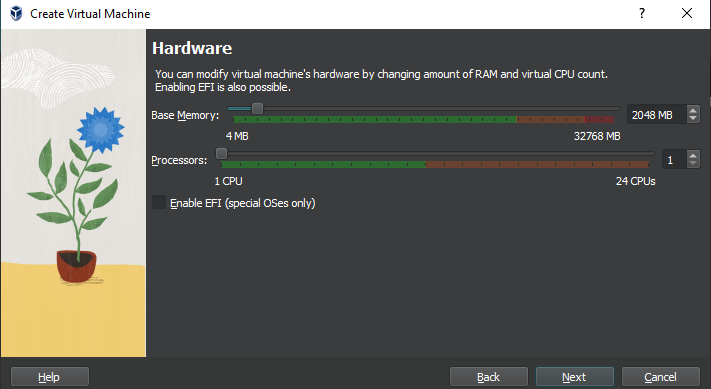 Create Virtual Machine
?
Hardware
You can modify virtual machine's hardware by changing amount of RAM and virtual CPU count.
Enabling EFI is also possible.
Base Memory: 2048 MB
4 MB 32768 MB
Processors: 1
1 CPU 24 CPUs
Enable EFI (special OSes only)
Help Back Next Cancel